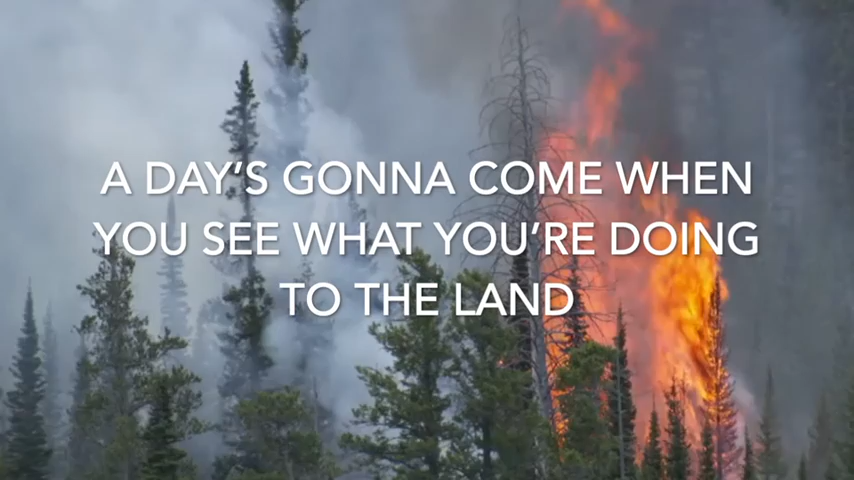 A DAY'S GONNA COME WHEN
YOU SEE WHAT YOU'RE DOING
TO THE LAND